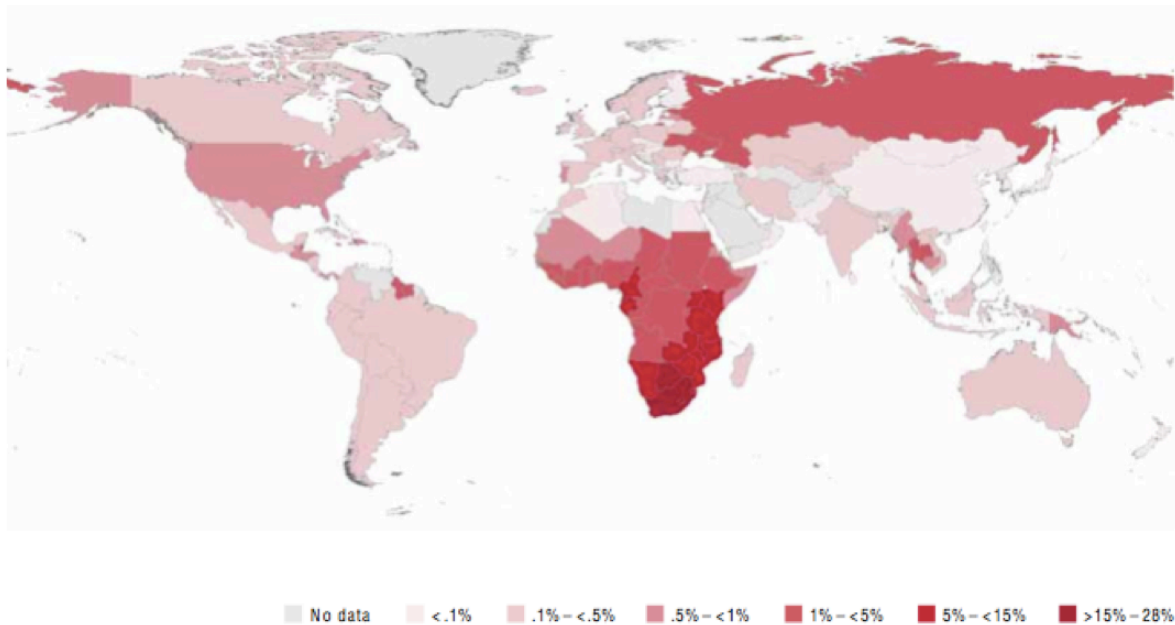 No data <.1% .1% – <.5% .5% – <1% 1% – <5% 5% – <15% >15% – 28%